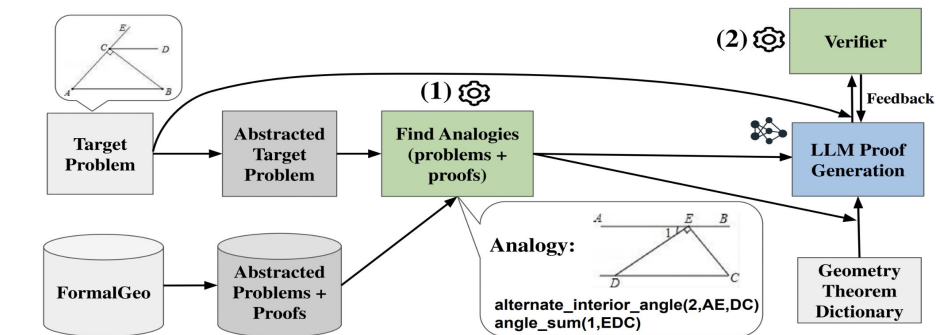 E
C
D
A
B
Target
Problem
Abstracted
Target
Problem
(1)
Find Analogies
(problems +
proofs)
(2)
Verifier
Feedback
LLM Proof
Generation
FormalGeo
Abstracted
Problems +
Proofs
Analogy:
A
E
B
1
D
C
alternate_interior_angle(2,AE,DC)
angle_sum(1,EDC)
Geometry
Theorem
Dictionary